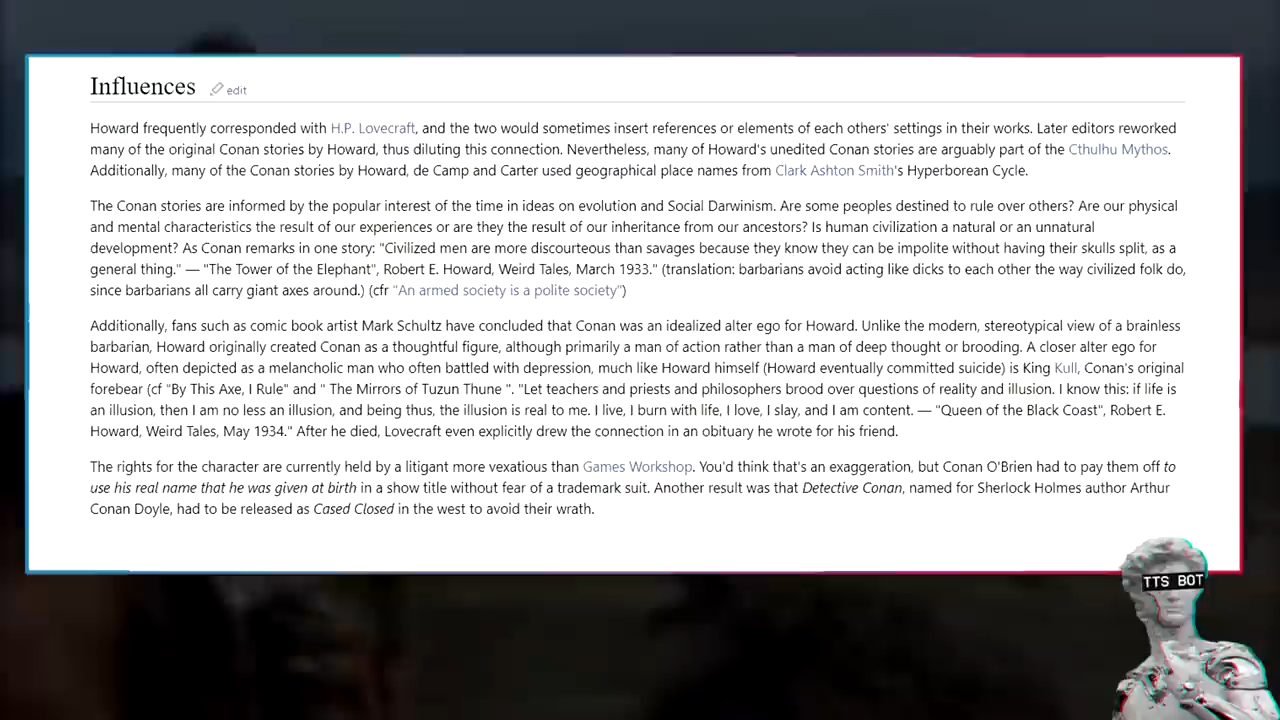 Influences edit
Howard frequently corresponded with H.P. Lovecraft, and the two would sometimes insert references or elements of each others' settings in their works. Later editors reworked
many of the original Conan stories by Howard, thus diluting this connection. Nevertheless, many of Howard's unedited Conan stories are arguably part of the Cthulhu Mythos.
Additionally, many of the Conan stories by Howard, de Camp and Carter used geographical place names from Clark Ashton Smith's Hyperborean Cycle.
The Conan stories are informed by the popular interest of the time in ideas on evolution and Social Darwinism. Are some peoples destined to rule over others? Are our physical
and mental characteristics the result of our experiences or are they the result of our inheritance from our ancestors? Is human civilization a natural or an unnatural
development? As Conan remarks in one story: "Civilized men are more discourteous than savages because they know they can be impolite without having their skulls split, as a
general thing." — "The Tower of the Elephant", Robert E. Howard, Weird Tales, March 1933." (translation: barbarians avoid acting like dicks to each other the way civilized folk do,
since barbarians all carry giant axes around.) (cfr "An armed society is a polite society")
Additionally, fans such as comic book artist Mark Schultz have concluded that Conan was an idealized alter ego for Howard. Unlike the modern, stereotypical view of a brainless
barbarian, Howard originally created Conan as a thoughtful figure, although primarily a man of action rather than a man of deep thought or brooding. A closer alter ego for
Howard, often depicted as a melancholic man who often battled with depression, much like Howard himself (Howard eventually committed suicide) is King Kull, Conan's original
forebear (cf "By This Axe, I Rule" and " The Mirrors of Tuzun Thune ". "Let teachers and priests and philosophers brood over questions of reality and illusion. I know this: if life is
an illusion, then I am no less an illusion, and being thus, the illusion is real to me. I live, I burn with life, I love, I slay, and I am content. — "Queen of the Black Coast", Robert E.
Howard, Weird Tales, May 1934." After he died, Lovecraft even explicitly drew the connection in an obituary he wrote for his friend.
The rights for the character are currently held by a litigant more vexatious than Games Workshop. You'd think that's an exaggeration, but Conan O'Brien had to pay them off to
use his real name that he was given at birth in a show title without fear of a trademark suit. Another result was that Detective Conan, named for Sherlock Holmes author Arthur
Conan Doyle, had to be released as Cased Closed in the west to avoid their wrath.
TTS BOT